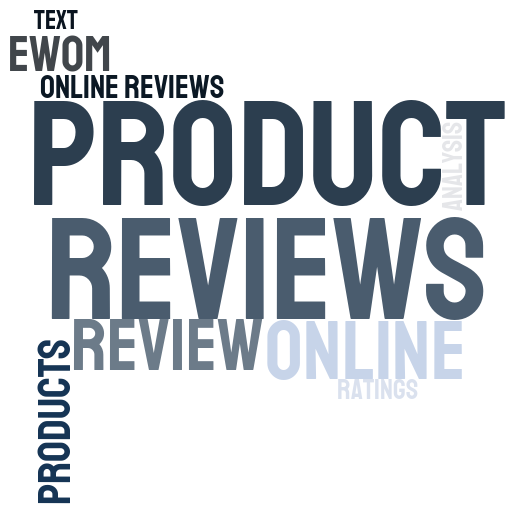 TEXT
EWOM
ONLINE REVIEWS
PRODUCT
ANALYSIS
REVIEWS
REVIEW
ONLINE
RATINGS
PRODUCTS